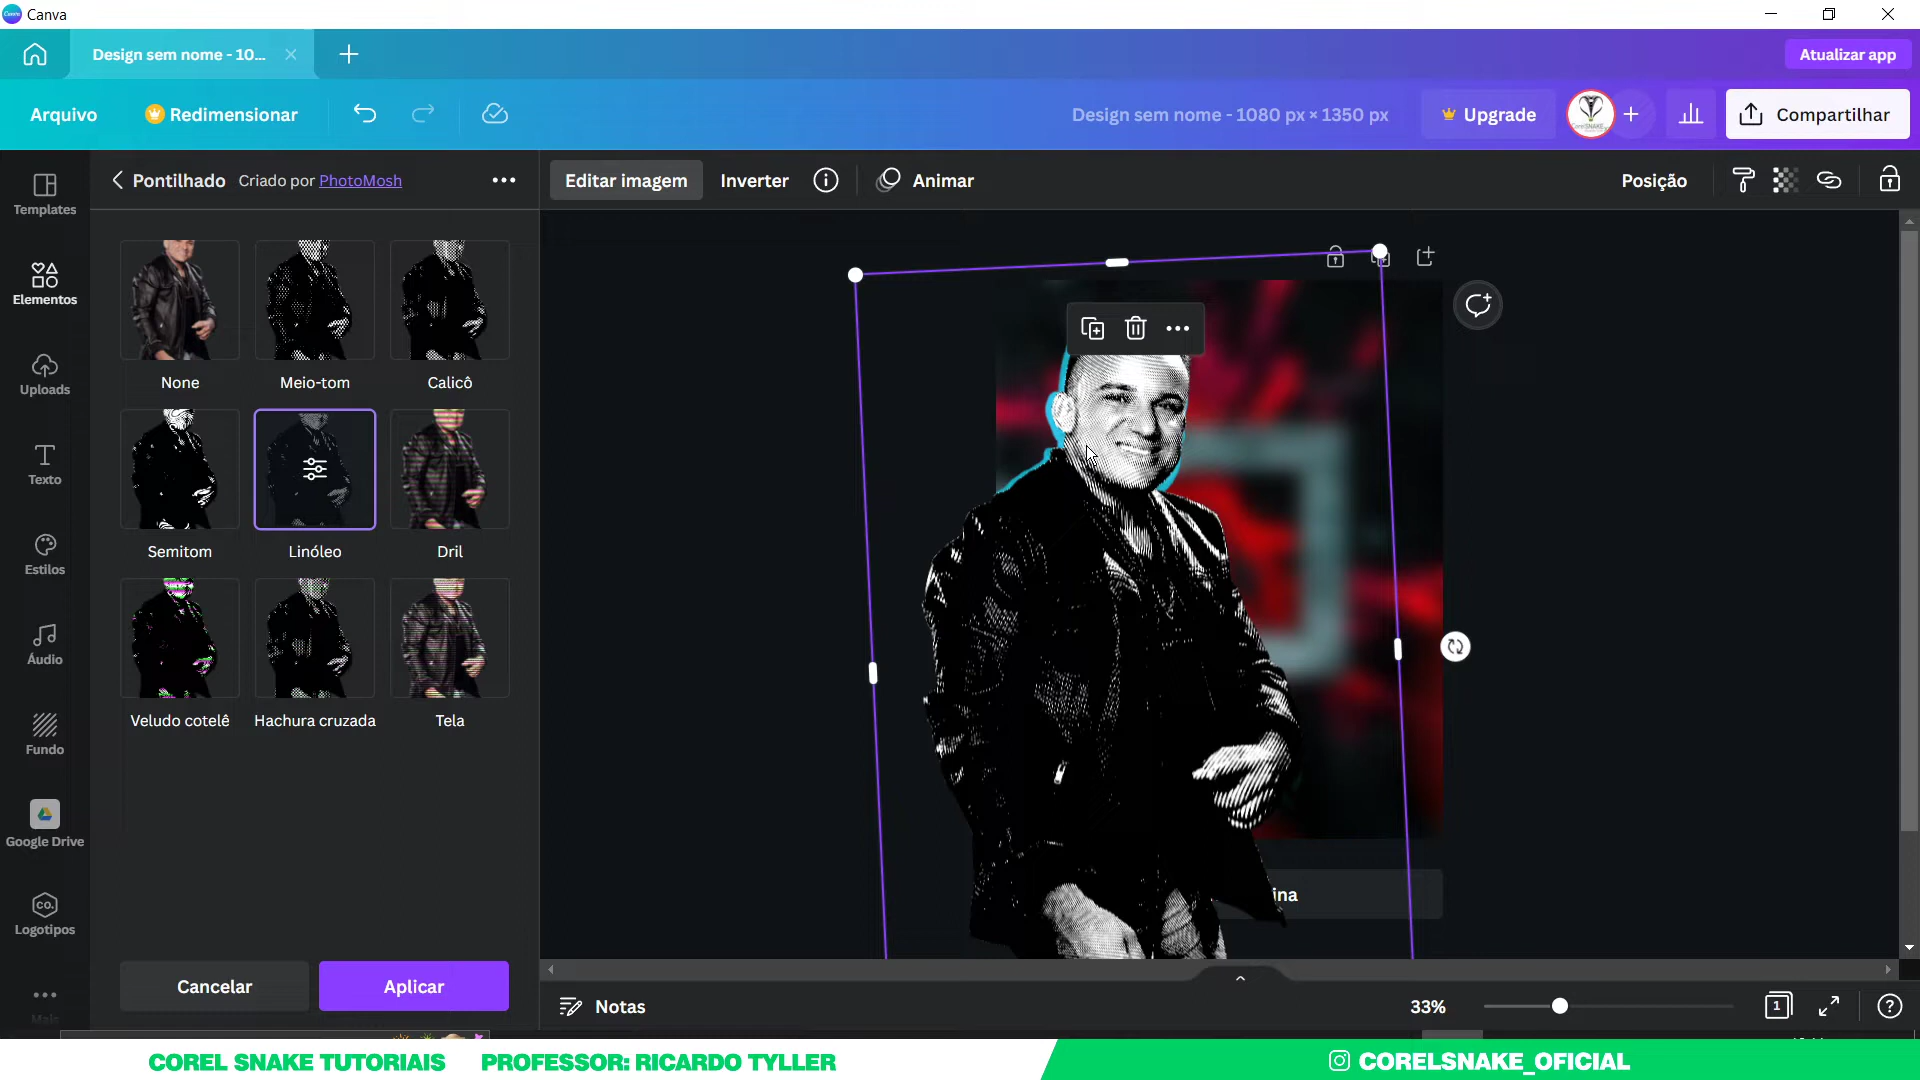 Canva
Design sem nome - 10...
Atualizar app
Arquivo
Redimensionar
Design sem nome - 1080 px × 1350 px
Upgrade
Compartilhar
Templates
Elementos
Uploads
Texto
Estilos
Áudio
Fundo
Google Drive
CO.
Logotipos
Mais
Pontilhado Criado por PhotoMosh
None
Meio-tom
Calicô
Semitom
Linóleo
Dril
Veludo cotelê
Hachura cruzada
Tela
Cancelar
Aplicar
Editar imagem
Inverter
Animar
Posição
ina
Notas
33%
1
COREL SNAKE TUTORIAIS
PROFESSOR: RICARDO TYLLER
CORELSNAKE_OFICIAL